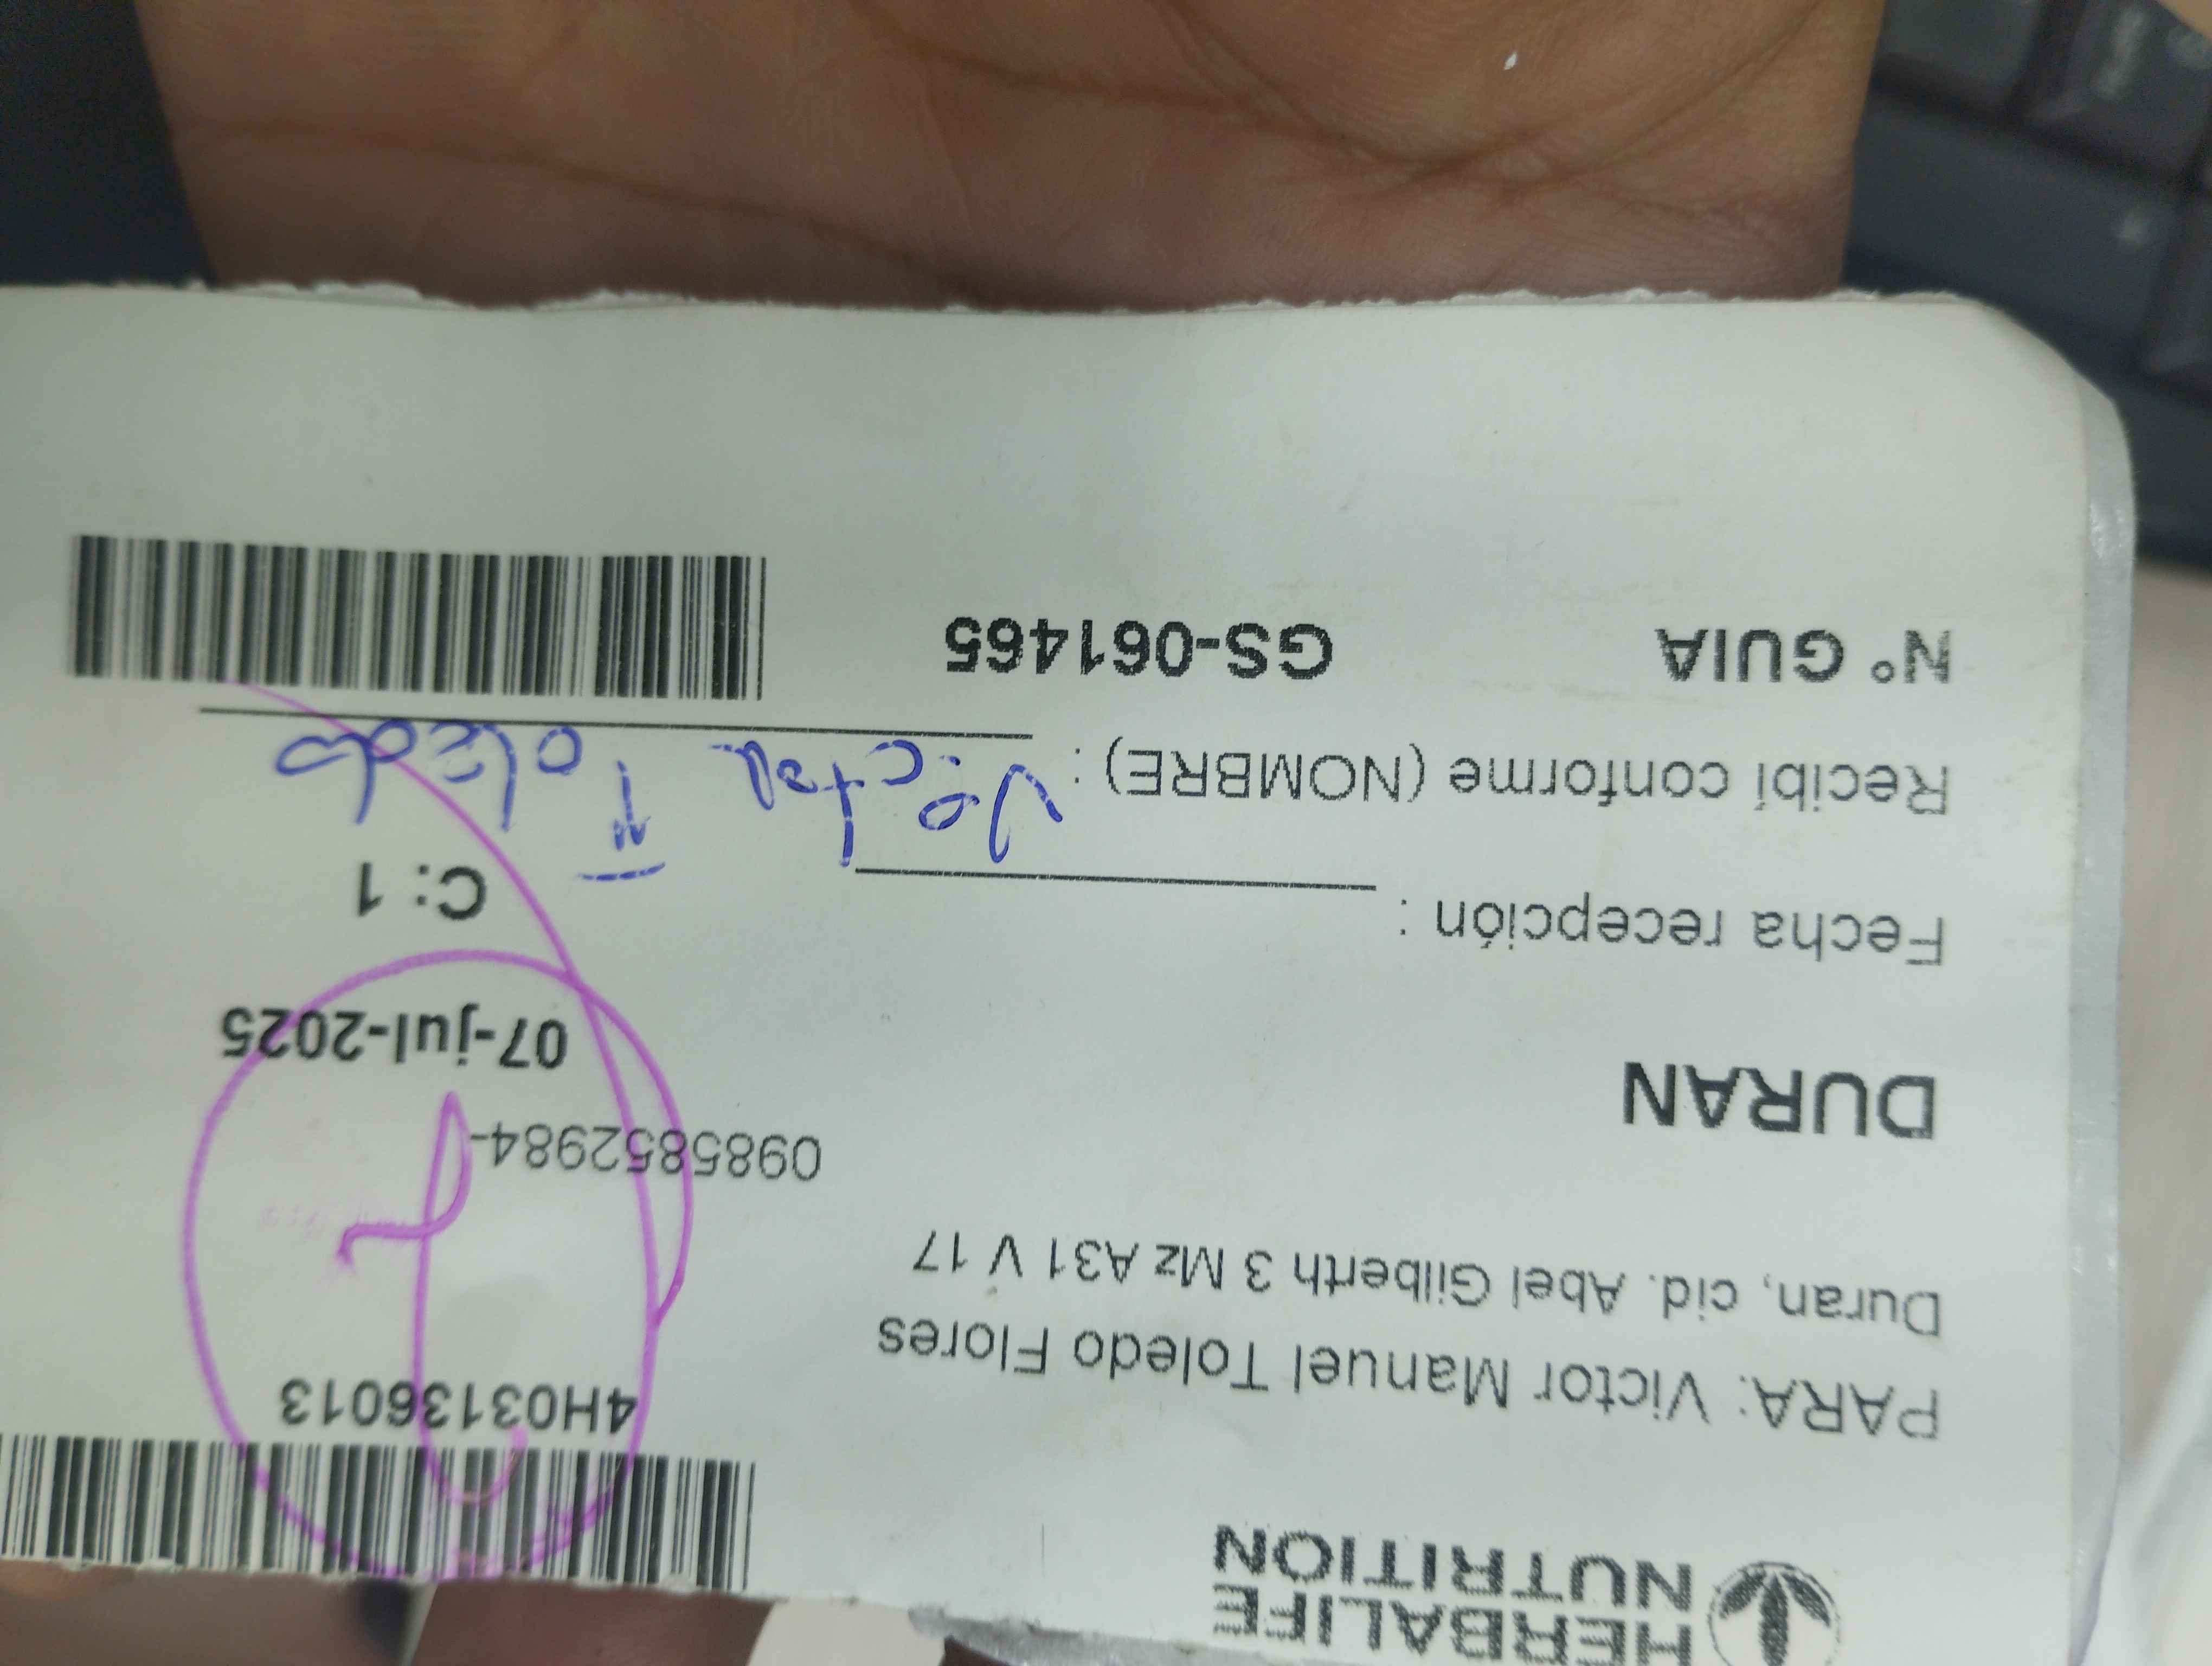 HERBALIFE
NUTRITION
4H03136013
PARA: Victor Manuel Toledo Flores
Duran, cid. Abel Gilberth 3 Mz A31 V 17
0985852984-
DURAN
07-jul-2025
Fecha recepción :
C: 1
Recibí conforme (NOMBRE) : Victor Toledo
N° GUIA GS-061465